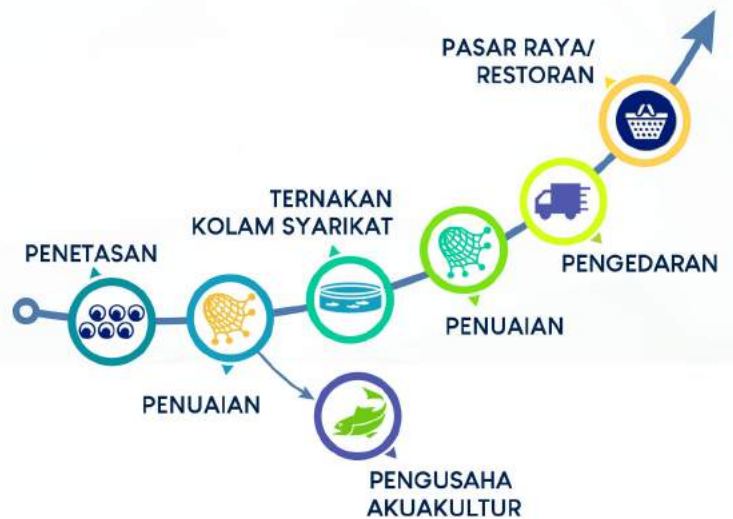 PENETASAN
PENUAIAN
TERNAKAN
KOLAM SYARIKAT
PENUAIAN
PENGEDARAN
PASAR RAYA/
RESTORAN
PENGUSAHA
AKUAKULTUR